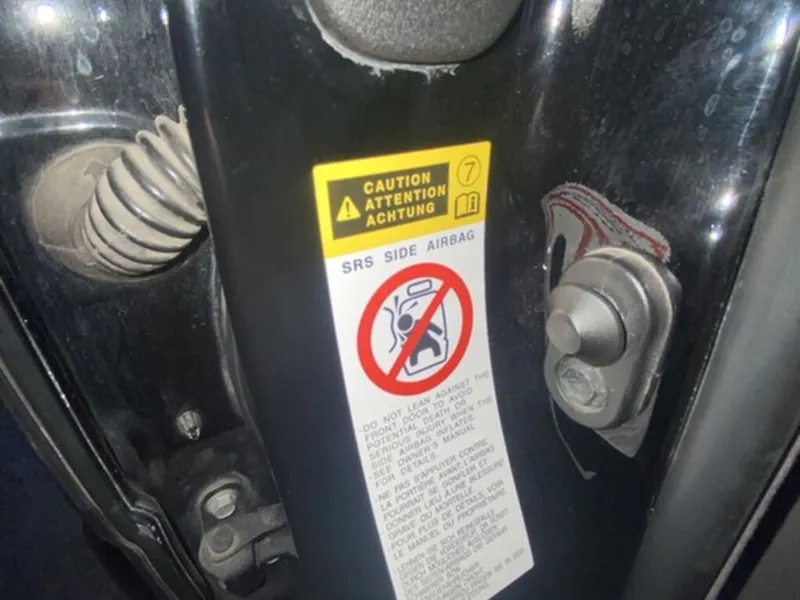 CAUTION
ATTENTION
ACHTUNG
7
SRS SIDE AIRBAG
-DO NOT LEAN AGAINST THE
FRONT DOOR TO AVOID
POTENTIAL DEATH OR
SERIOUS INJURY WHEN THE
SIDE AIRBAG INFLATES.
-SEE OWNER'S MANUAL
FOR DETAILS.
NE PAS S'APPUYER CONTRE
LA PORTIÈRE AVANT. L'AIRBAG
POURRAIT SE GONFLER ET
DONNER LIEU À UNE BLESSURE
GRAVE OU MORTELLE.
POUR PLUS DE DÉTAILS, VOIR
LE MANUEL DU PROPRIÉTAIRE.